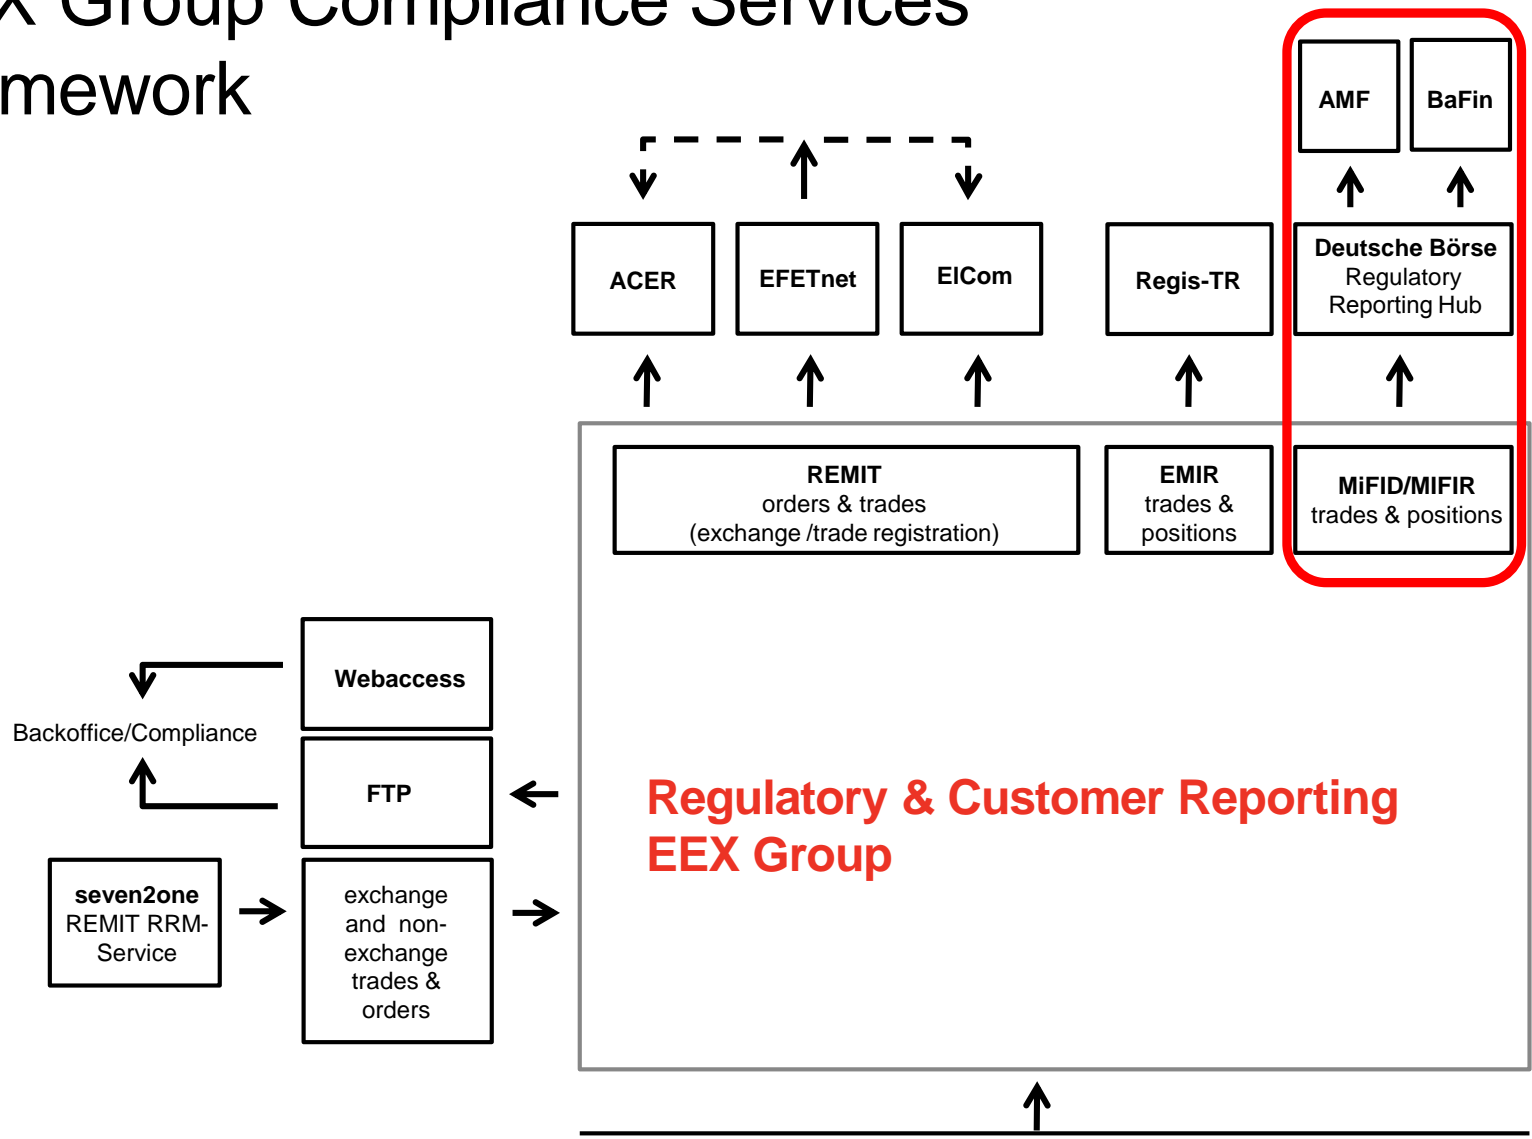 X Group Compliance Services
mework
AMF
BaFin
ACER
EFETnet
ElCom
Regis-TR
Deutsche Börse
Regulatory
Reporting Hub
REMIT
orders & trades
(exchange /trade registration)
EMIR
trades &
positions
MiFID/MIFIR
trades & positions
Webaccess
Backoffice/Compliance
FTP
Regulatory & Customer Reporting
EEX Group
seven2one
REMIT RRM-
Service
exchange
and non-
exchange
trades &
orders